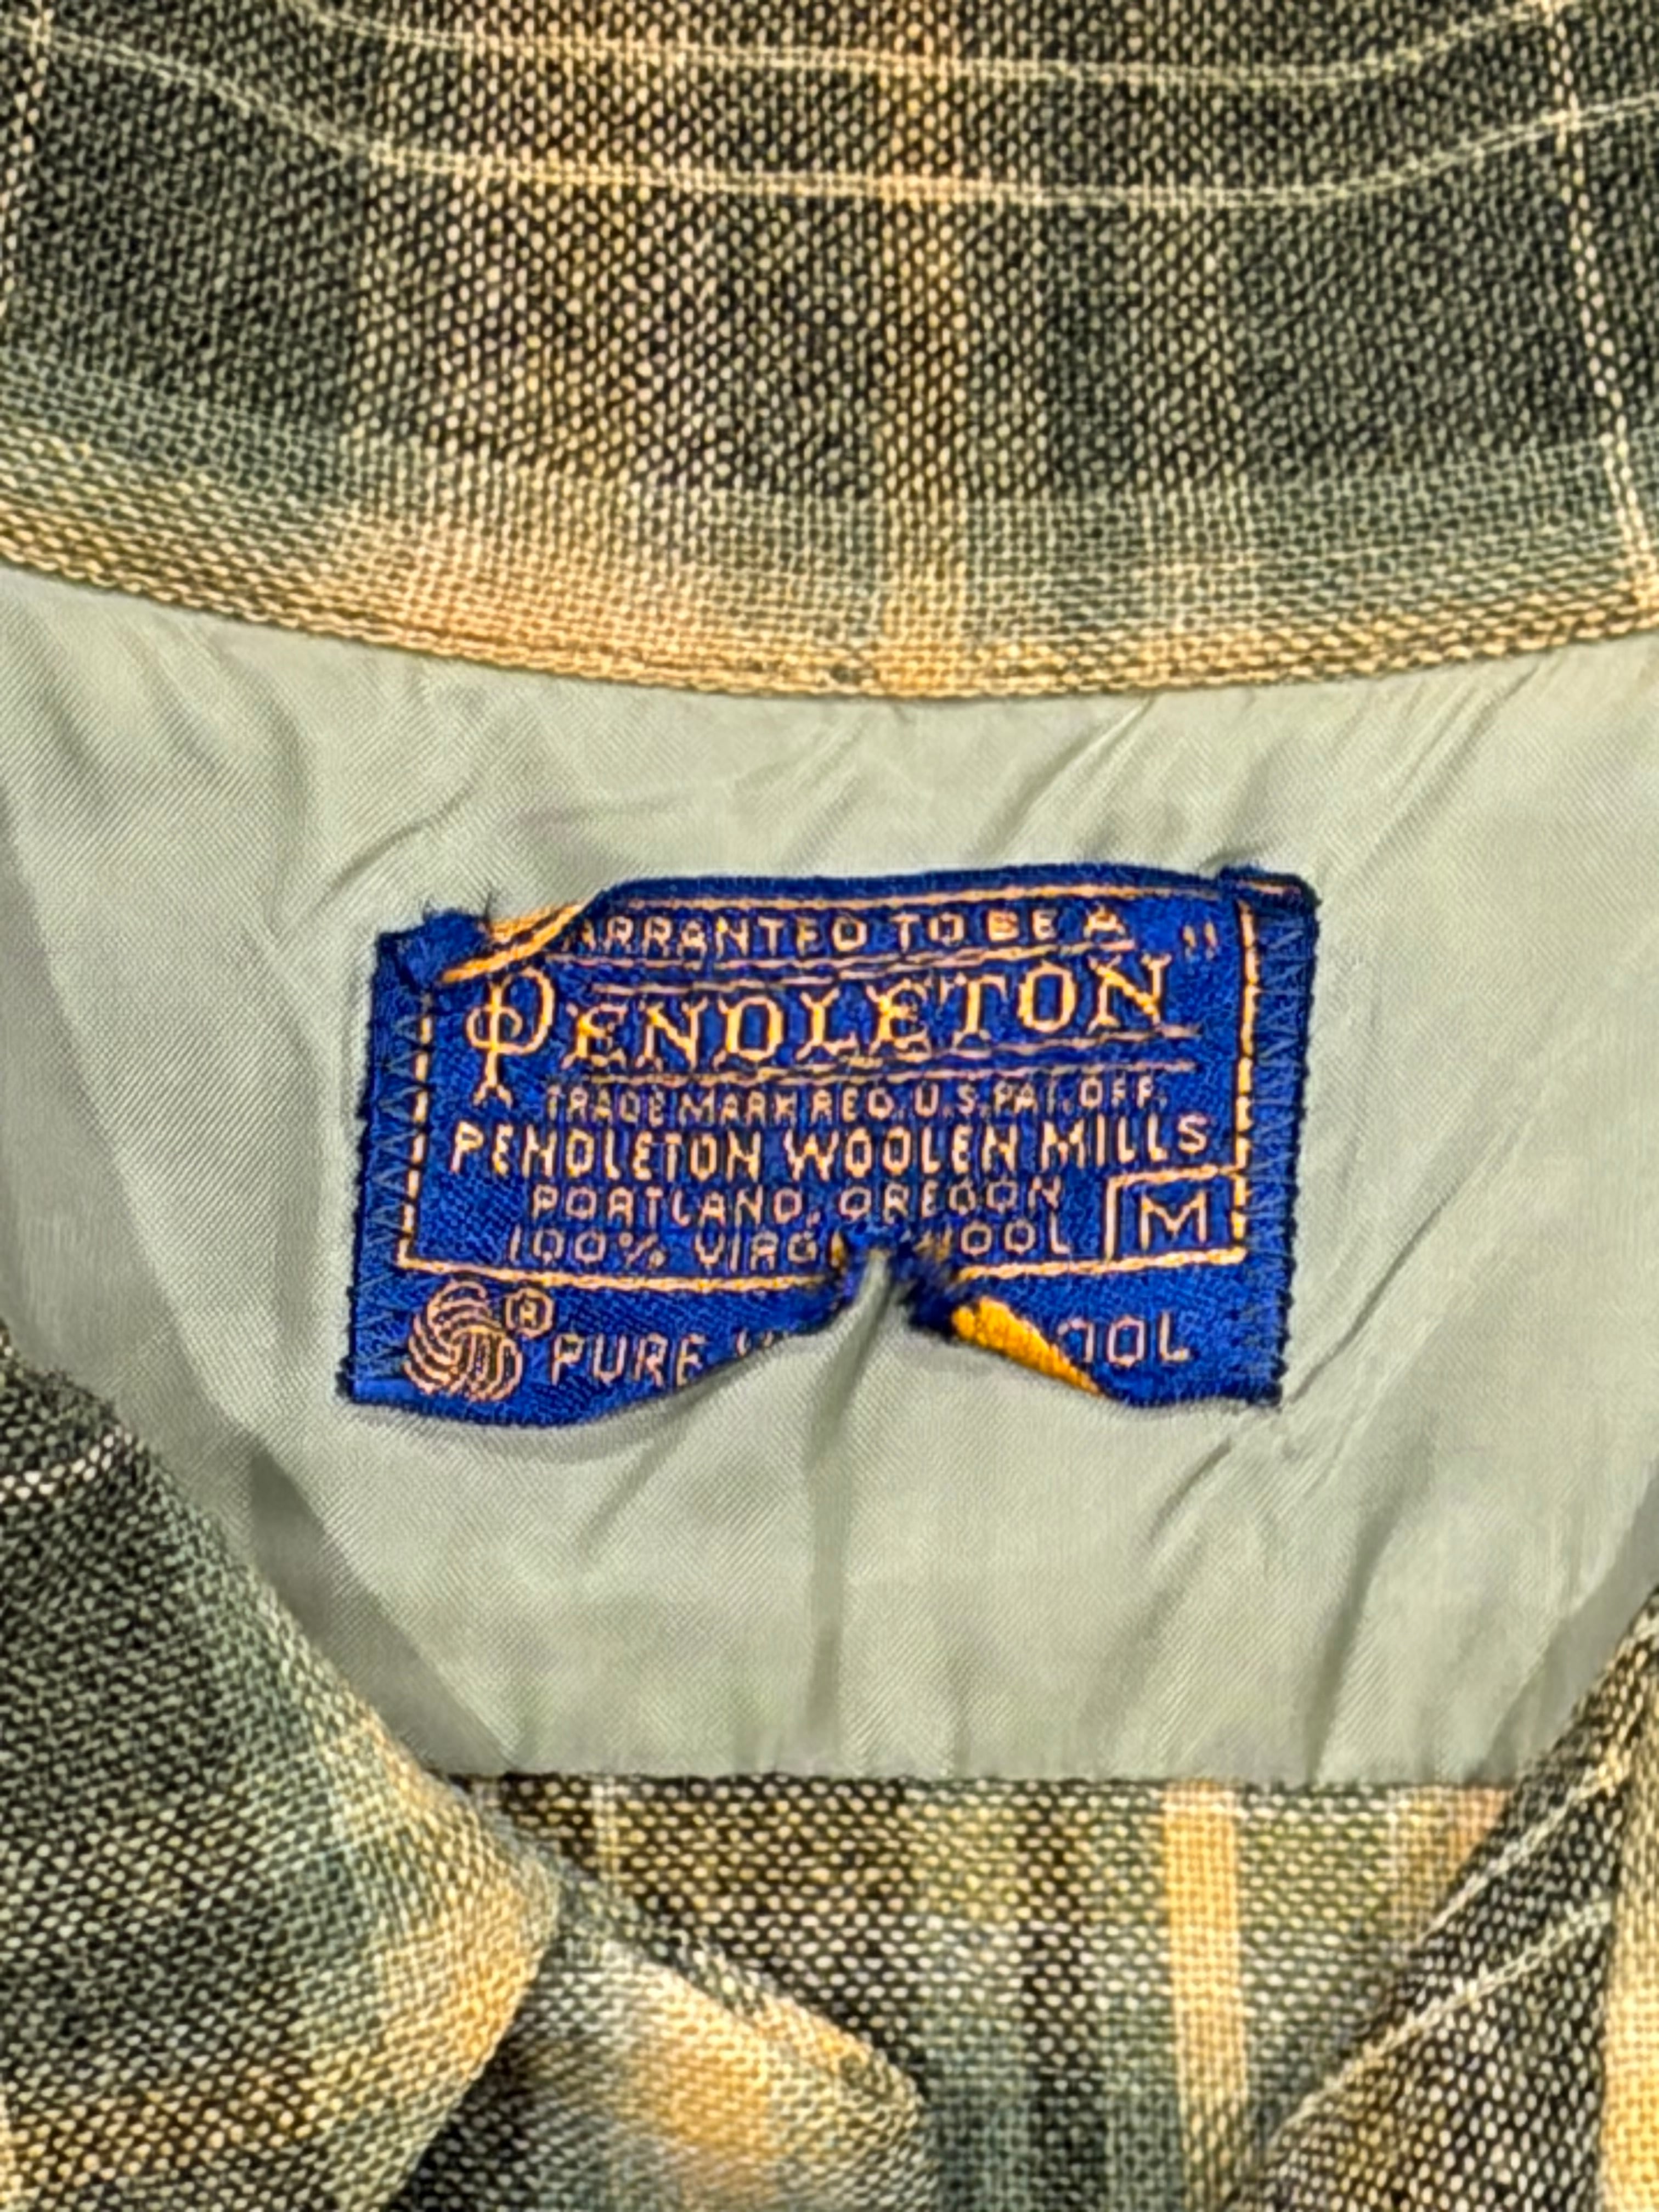 ARRANTED TO BE A "
PENDLETON
TRADE MARK REG. U.S. PAT. OFF.
PENDLETON WOOLEN MILLS
PORTLAND, OREGON
100% VIRG OOL M
® PURE OOL